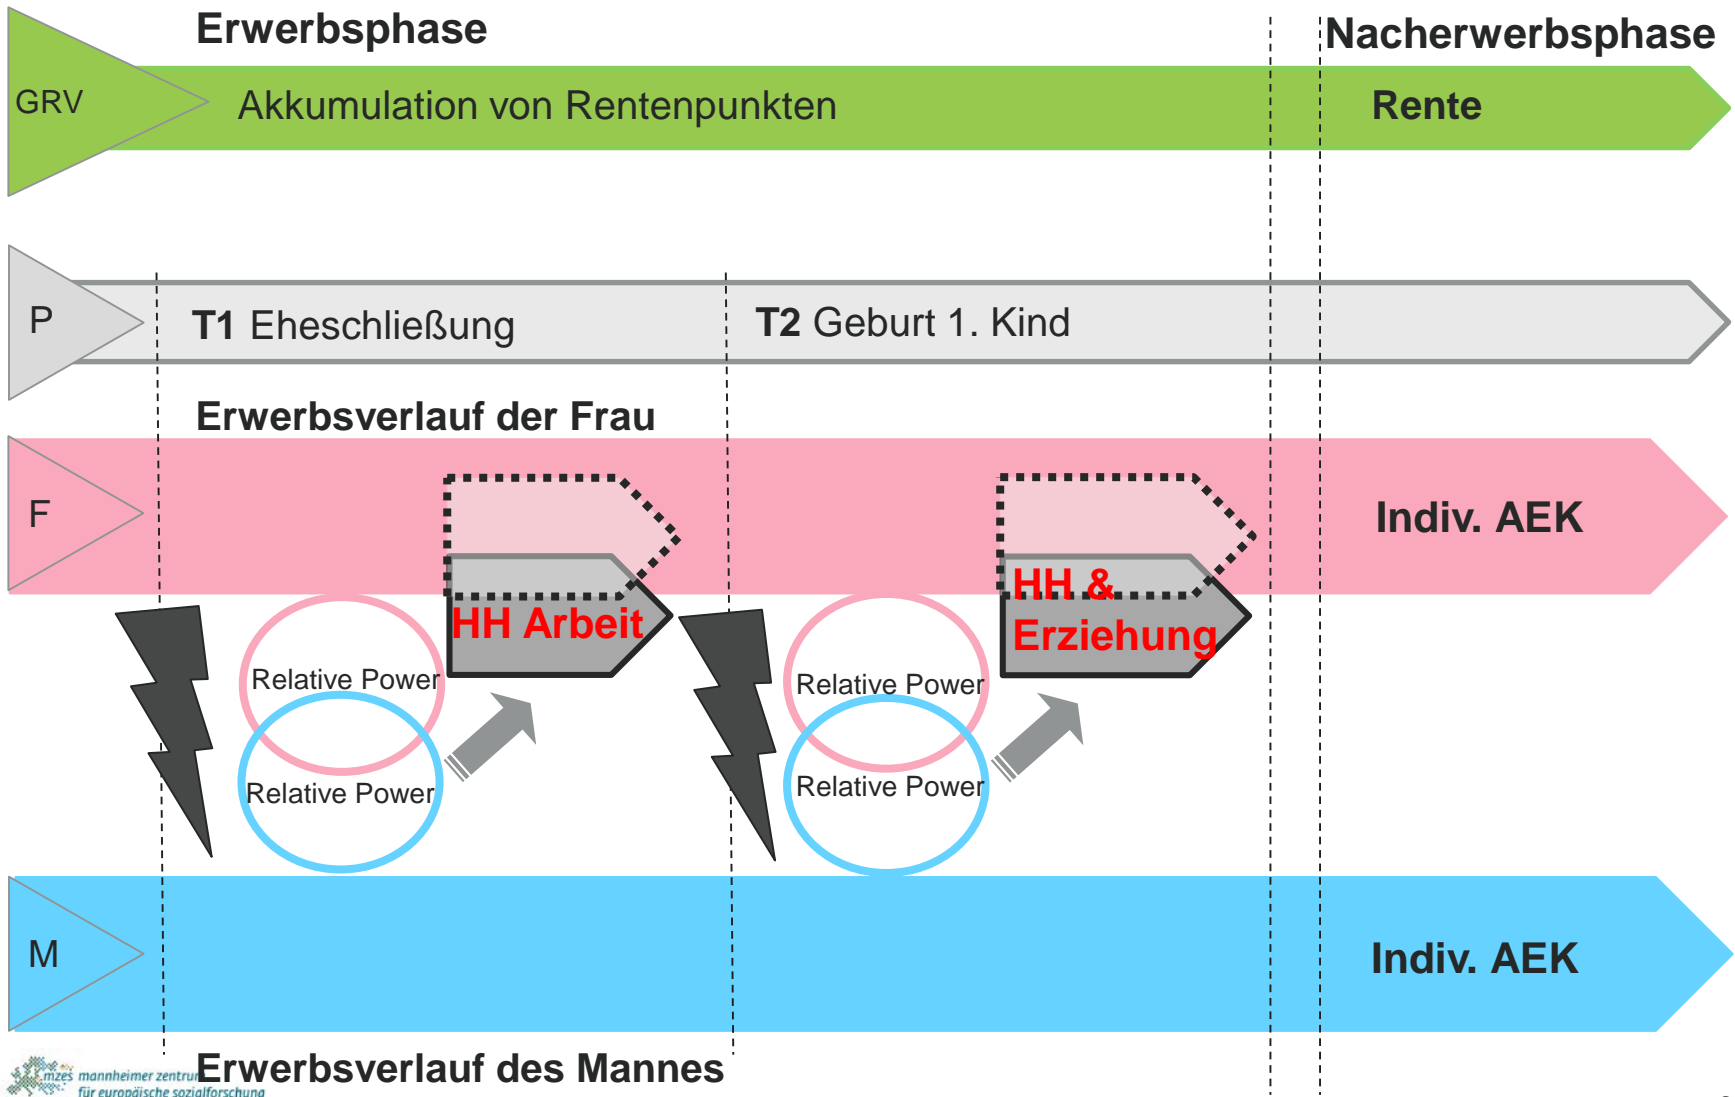 Erwerbsphase
Nacherwerbsphase
GRV
Akkumulation von Rentenpunkten
Rente
P
T1 Eheschließung
T2 Geburt 1. Kind
Erwerbsverlauf der Frau
F
Indiv. AEK
HH Arbeit
HH &
Erziehung
Relative Power
Relative Power
Relative Power
Relative Power
M
Indiv. AEK
Erwerbsverlauf des Mannes
mzes mannheimer zentrum
für europäische sozialforschung